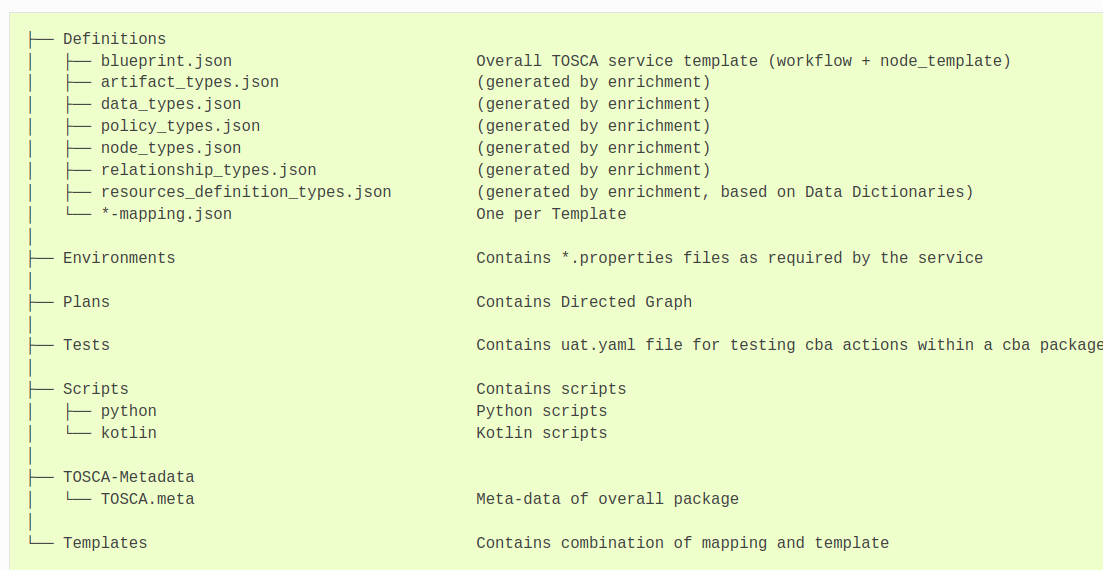 ├── Definitions
│   ├── blueprint.json                          Overall TOSCA service template (workflow + node_template)
│   ├── artifact_types.json                     (generated by enrichment)
│   ├── data_types.json                         (generated by enrichment)
│   ├── policy_types.json                       (generated by enrichment)
│   ├── node_types.json                         (generated by enrichment)
│   ├── relationship_types.json                 (generated by enrichment)
│   ├── resources_definition_types.json         (generated by enrichment, based on Data Dictionaries)
│   └── *-mapping.json                          One per Template
│
├── Environments                                Contains *.properties files as required by the service
│
├── Plans                                       Contains Directed Graph
│
├── Tests                                       Contains uat.yaml file for testing cba actions within a cba package
│
├── Scripts                                     Contains scripts
│   ├── python                                  Python scripts
│   └── kotlin                                  Kotlin scripts
│
├── TOSCA-Metadata
│   └── TOSCA.meta                              Meta-data of overall package
│
└── Templates                                   Contains combination of mapping and template